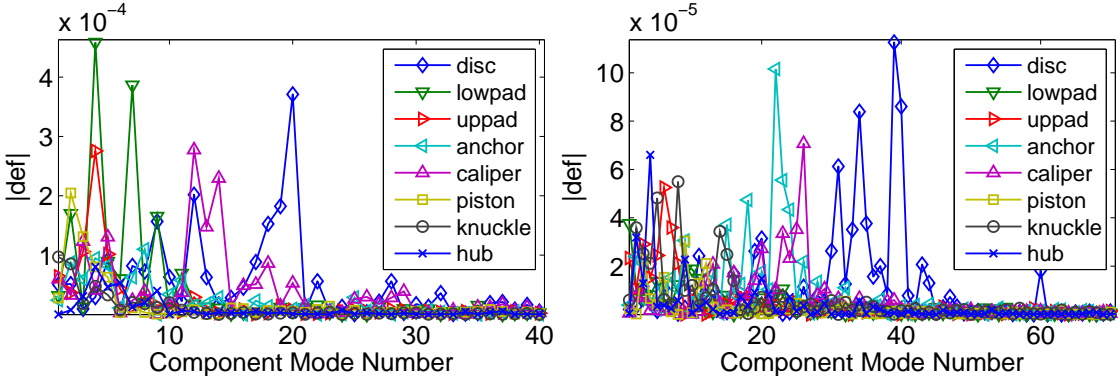 x 10-4
4
3
2
1
10
20
30
40
|def|
Component Mode Number
disc
lowpad
uppad
anchor
caliper
piston
knuckle
hub
x 10-5
10
8
6
4
2
20
40
60
|def|
Component Mode Number
disc
lowpad
uppad
anchor
caliper
piston
knuckle
hub